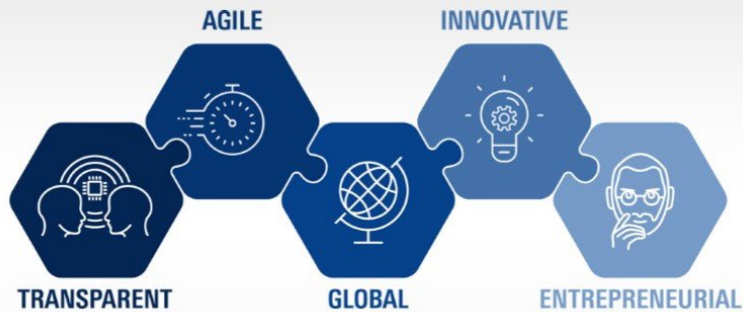 AGILE
INNOVATIVE
TRANSPARENT
GLOBAL
ENTREPRENEURIAL